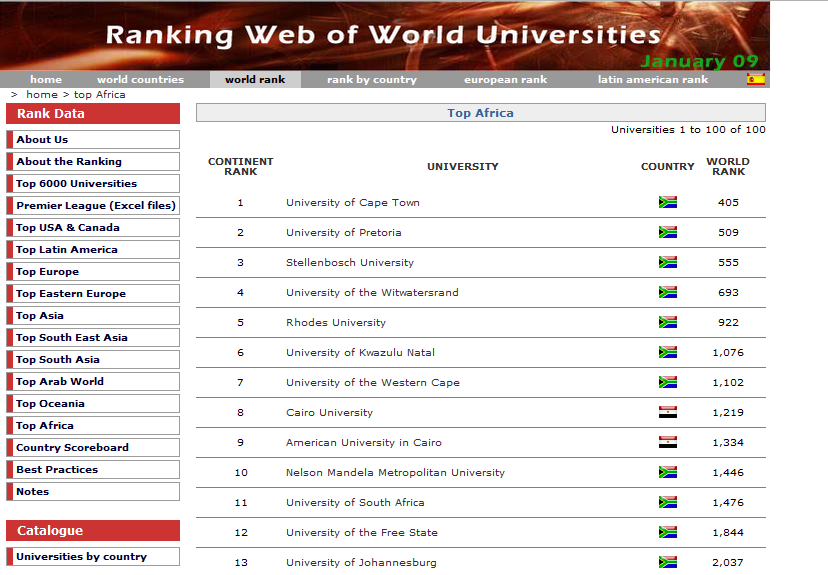 Ranking Web of World Universities
January 09
home world countries world rank rank by country european rank latin american rank
> home > top Africa
Rank Data
About Us
About the Ranking
Top 6000 Universities
Premier League (Excel files)
Top USA & Canada
Top Latin America
Top Europe
Top Eastern Europe
Top Asia
Top South East Asia
Top South Asia
Top Arab World
Top Oceania
Top Africa
Country Scoreboard
Best Practices
Notes
Catalogue
Universities by country
Top Africa
Universities 1 to 100 of 100
CONTINENT RANK UNIVERSITY COUNTRY WORLD RANK
1 University of Cape Town 405
2 University of Pretoria 509
3 Stellenbosch University 555
4 University of the Witwatersrand 693
5 Rhodes University 922
6 University of Kwazulu Natal 1,076
7 University of the Western Cape 1,102
8 Cairo University 1,219
9 American University in Cairo 1,334
10 Nelson Mandela Metropolitan University 1,446
11 University of South Africa 1,476
12 University of the Free State 1,844
13 University of Johannesburg 2,037